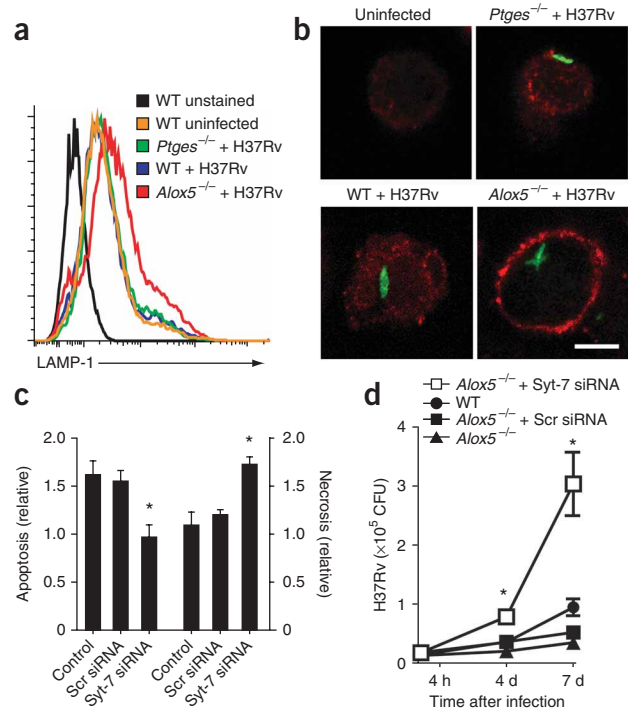 a
WT unstained
WT uninfected
Ptges−/− + H37Rv
WT + H37Rv
Alox5−/− + H37Rv
LAMP-1
b
Uninfected
Ptges−/− + H37Rv
WT + H37Rv
Alox5−/− + H37Rv
c
Apoptosis (relative)
2.0
1.5
1.0
0.5
0
*
*
2.0
1.5
1.0
0.5
0
Necrosis (relative)
Control
Scr siRNA
Syt-7 siRNA
Control
Scr siRNA
Syt-7 siRNA
d
Alox5−/− + Syt-7 siRNA
WT
Alox5−/− + Scr siRNA
Alox5−/−
H37Rv (×10⁵ CFU)
4
3
2
1
0
*
*
4 h
4 d
7 d
Time after infection